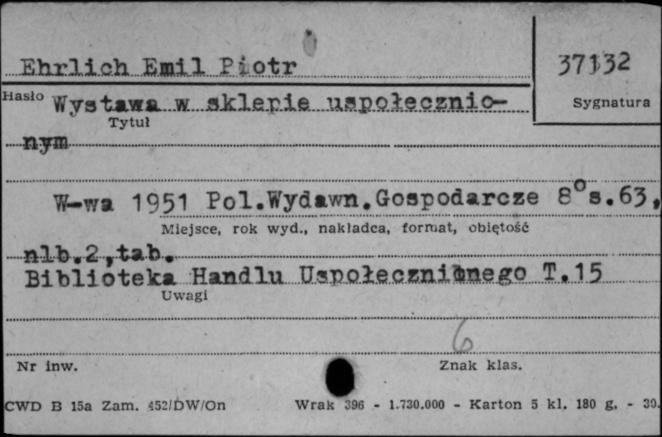 Ehrlich Emil Piotr
37132
Hasło Wystawa w sklepie uspołecznio-
Sygnatura
Tytuł
nym
W-wa 1951 Pol.Wydawn.Gospodarcze 8° s.63,
Miejsce, rok wyd., nakładca, format, objętość
nlb.2,tab.
Biblioteka Handlu Uspołecznionego T.15
Uwagi
6
Nr inw.
Znak klas.
CWD B 15a Zam. 452/DW/On Wrak 396 - 1.730.000 - Karton 5 kl. 180 g. - 30.